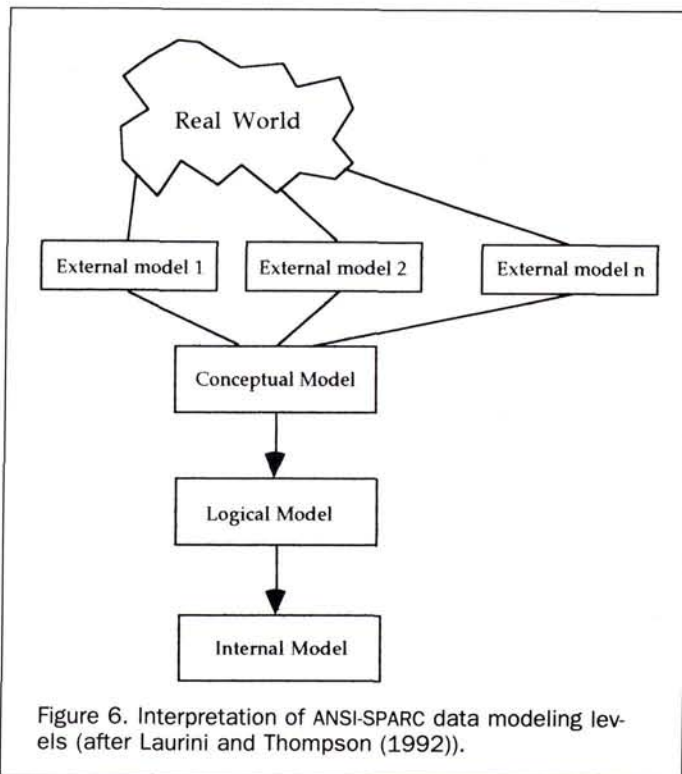 Real World
External model 1
External model 2
External model n
Conceptual Model
Logical Model
Internal Model
Figure 6. Interpretation of ANSI-SPARC data modeling lev-
els (after Laurini and Thompson (1992)).